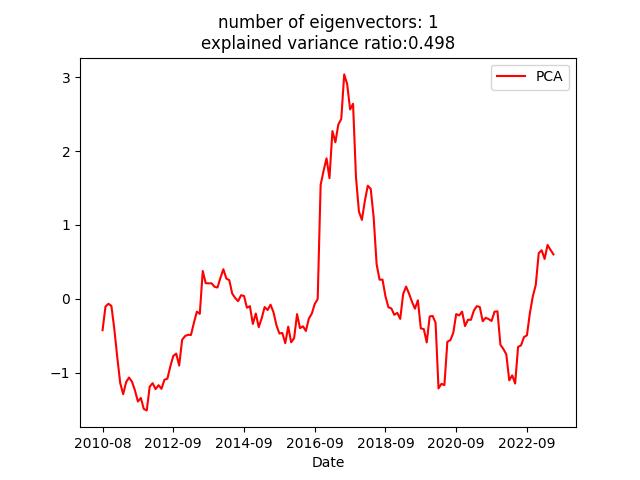 number of eigenvectors: 1
explained variance ratio:0.498
PCA
3
2
1
0
−1
2010-08 2012-09 2014-09 2016-09 2018-09 2020-09 2022-09
Date